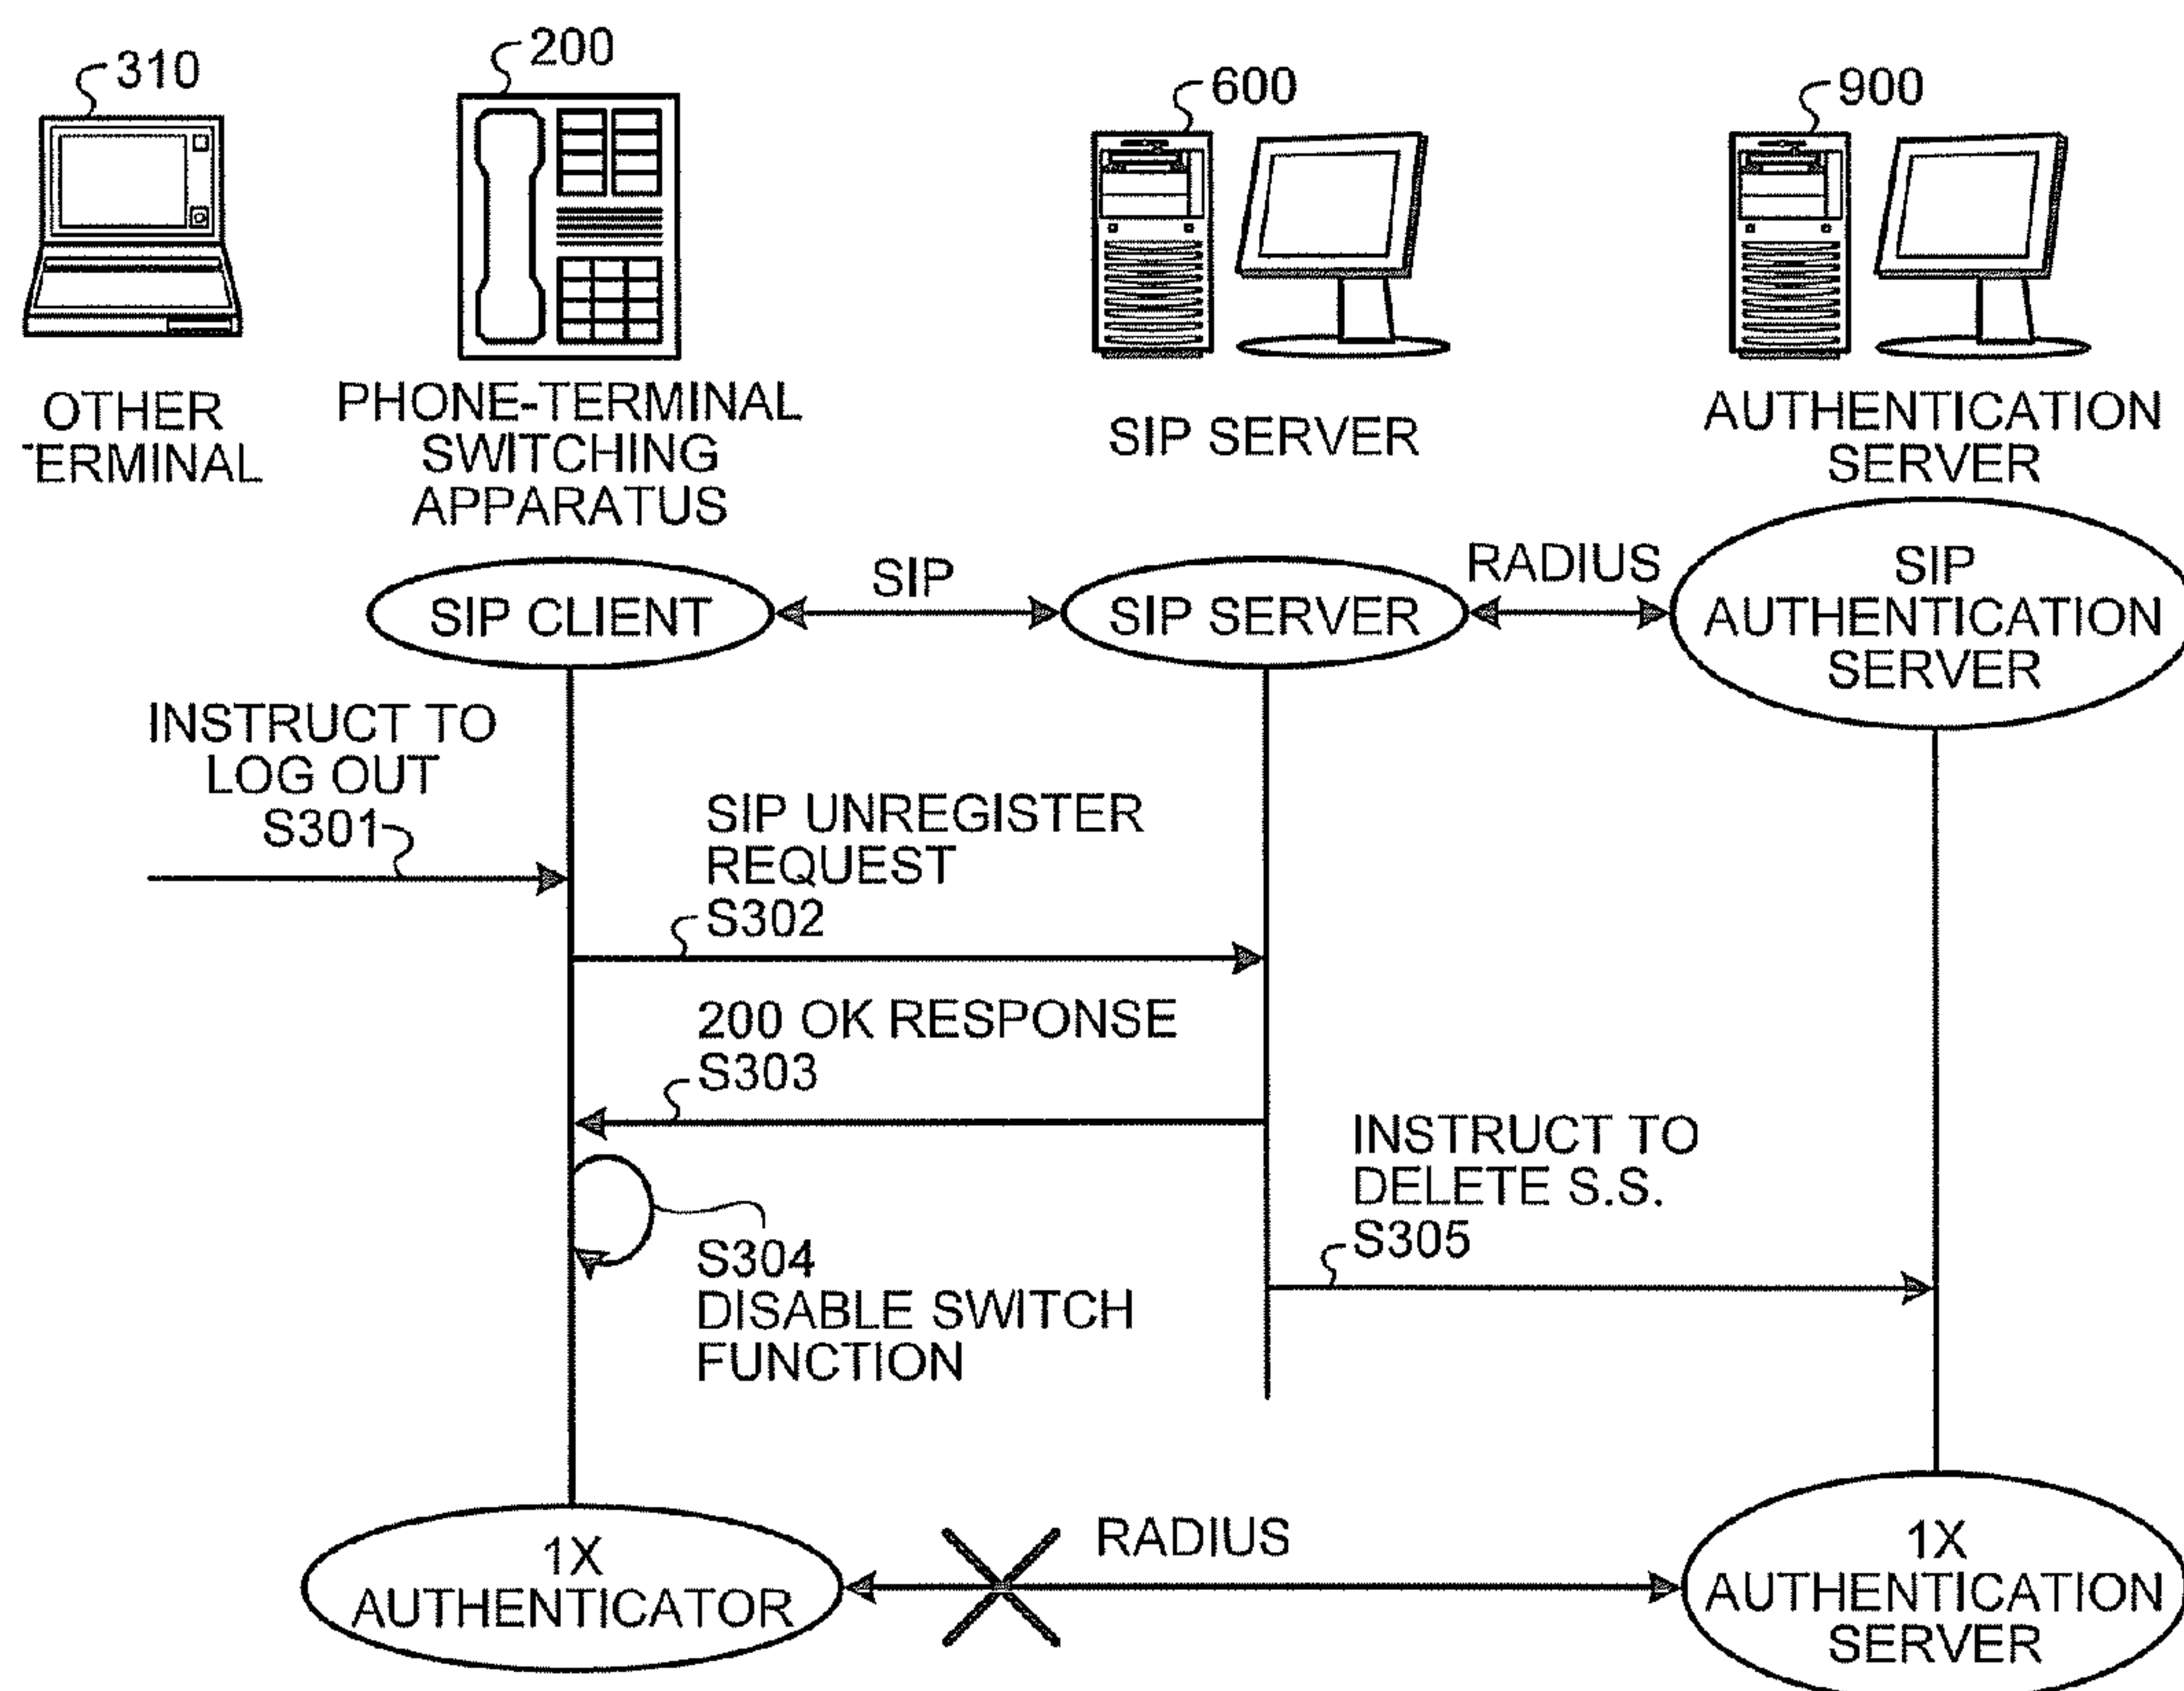 310
200
600
900
OTHER
TERMINAL
PHONE-TERMINAL
SWITCHING
APPARATUS
SIP SERVER
AUTHENTICATION
SERVER
SIP CLIENT
SIP
SIP SERVER
RADIUS
SIP
AUTHENTICATION
SERVER
INSTRUCT TO
LOG OUT
S301
SIP UNREGISTER
REQUEST
S302
200 OK RESPONSE
S303
S304
DISABLE SWITCH
FUNCTION
INSTRUCT TO
DELETE S.S.
S305
1X
AUTHENTICATOR
RADIUS
1X
AUTHENTICATION
SERVER